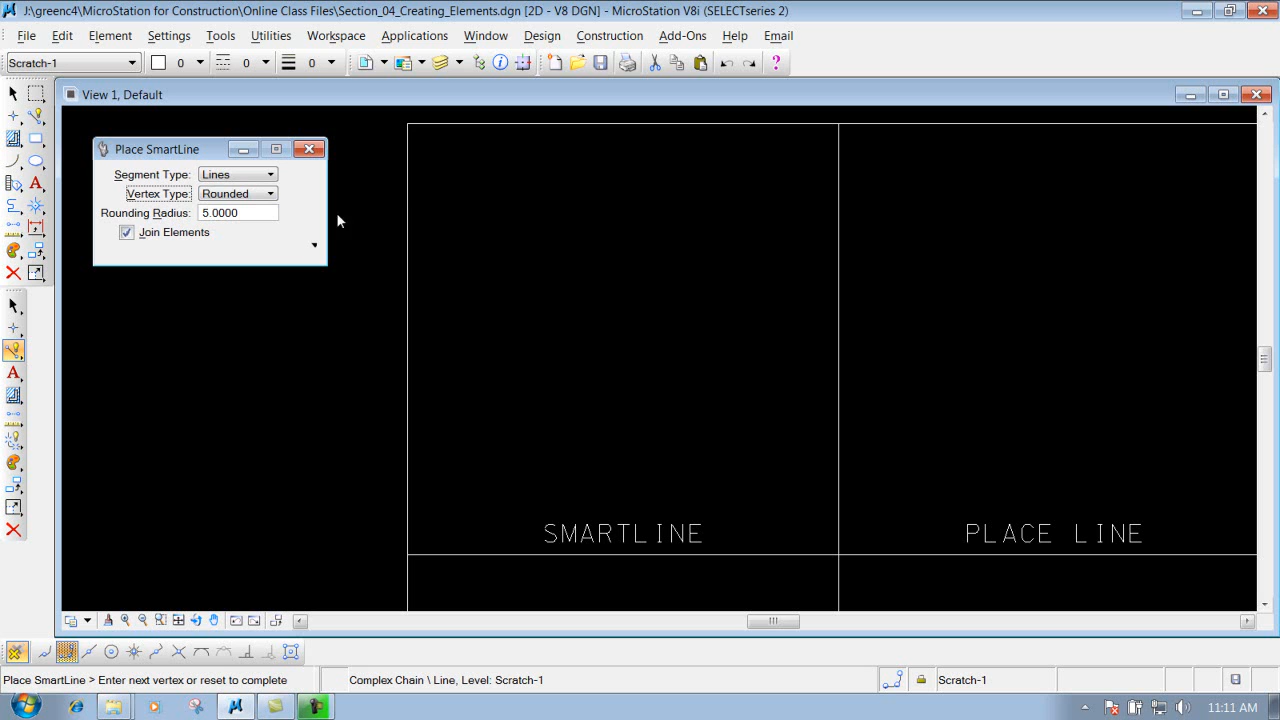 J:\greenc4\MicroStation for Construction\Online Class Files\Section_04_Creating_Elements.dgn [2D - V8 DGN] - MicroStation V8i (SELECTseries 2)
File Edit Element Settings Tools Utilities Workspace Applications Window Design Construction Add-Ons Help Email
Scratch-1 0 0 0
View 1, Default
Place SmartLine
Segment Type: Lines
Vertex Type: Rounded
Rounding Radius: 5.0000
Join Elements
SMARTLINE PLACE LINE
Place SmartLine > Enter next vertex or reset to complete Complex Chain \ Line, Level: Scratch-1 Scratch-1
11:11 AM